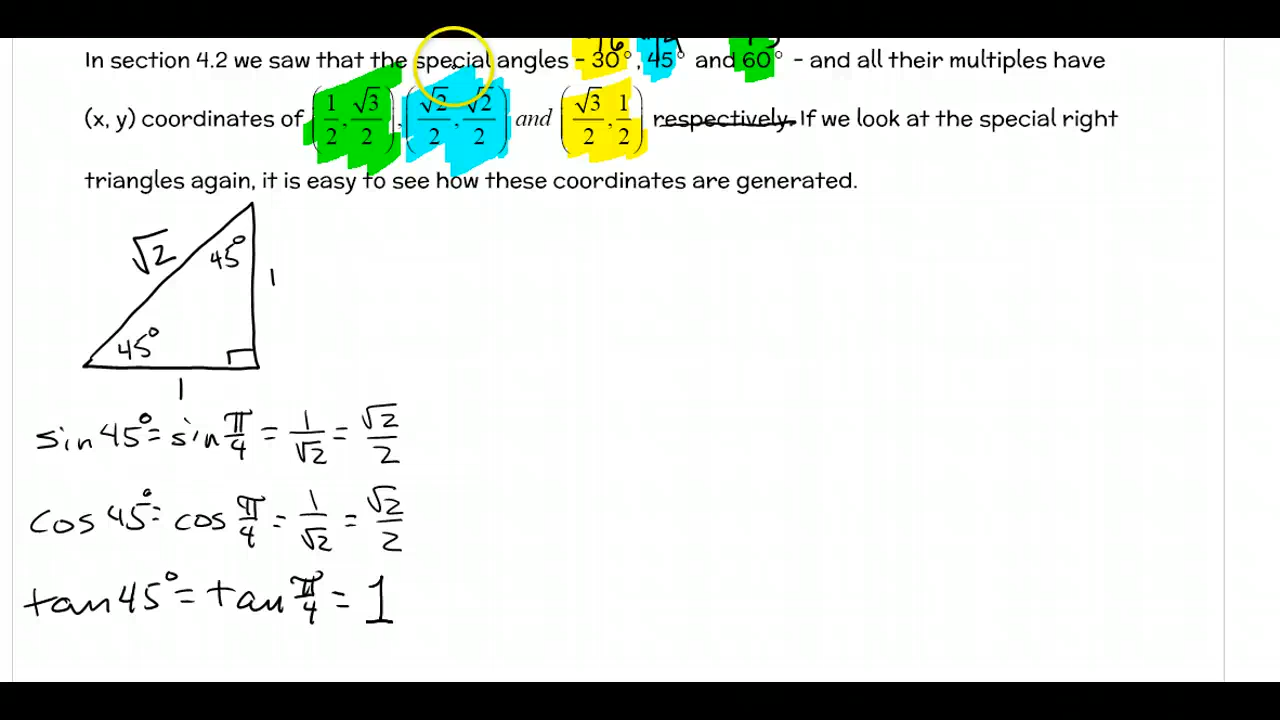 In section 4.2 we saw that the special angles – 30°, 45° and 60° – and all their multiples have
(x, y) coordinates of (1/2, √3/2), (√2/2, √2/2) and (√3/2, 1/2) respectively. If we look at the special right
triangles again, it is easy to see how these coordinates are generated.
√2
45°
1
45°
1
sin 45° = sin π/4 = 1/√2 = √2/2
cos 45° = cos π/4 = 1/√2 = √2/2
tan 45° = tan π/4 = 1